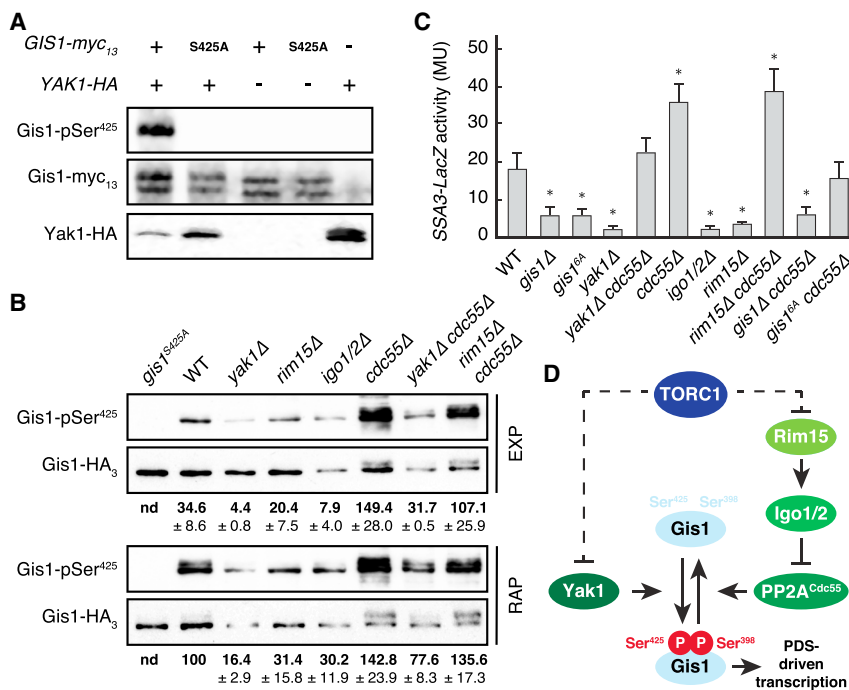 A
GIS1-myc13 + S425A + S425A -
YAK1-HA + + - - +
Gis1-pSer425
Gis1-myc13
Yak1-HA
B
gis1S425A WT yak1Δ rim15Δ igo1/2Δ cdc55Δ yak1Δ cdc55Δ rim15Δ cdc55Δ
Gis1-pSer425
Gis1-HA3
EXP
nd 34.6 4.4 20.4 7.9 149.4 31.7 107.1
± 8.6 ± 0.8 ± 7.5 ± 4.0 ± 28.0 ± 0.5 ± 25.9
Gis1-pSer425
Gis1-HA3
RAP
nd 100 16.4 31.4 30.2 142.8 77.6 135.6
± 2.9 ± 15.8 ± 11.9 ± 23.9 ± 8.3 ± 17.3
C
SSA3-LacZ activity (MU)
50
40
30
20
10
0
* * * * * * * *
WT gis1Δ gis16A yak1Δ yak1Δ cdc55Δ cdc55Δ igo1/2Δ rim15Δ rim15Δ cdc55Δ gis1Δ cdc55Δ gis16A cdc55Δ
D
TORC1
Rim15
Ser425 Ser398
Gis1
Igo1/2
Yak1
PP2ACdc55
Ser425 P P Ser398
Gis1
PDS-
driven
transcription